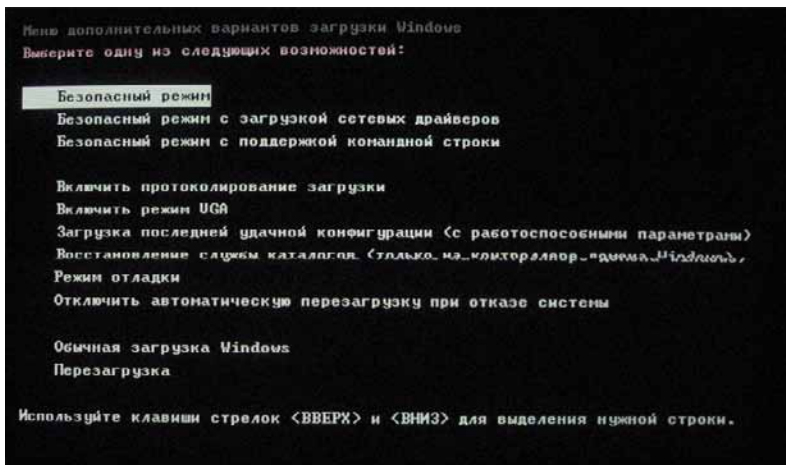 Меню дополнительных вариантов загрузки Windows
Выберите одну из следующих возможностей:
Безопасный режим
Безопасный режим с загрузкой сетевых драйверов
Безопасный режим с поддержкой командной строки
Включить протоколирование загрузки
Включить режим VGA
Загрузка последней удачной конфигурации (с работоспособными параметрами)
Восстановление службы каталогов (только на
Режим отладки
Отключить автоматическую перезагрузку при отказе системы
Обычная загрузка Windows
Перезагрузка
Используйте клавиши стрелок <ВВЕРХ> и <ВНИЗ> для выделения нужной строки.